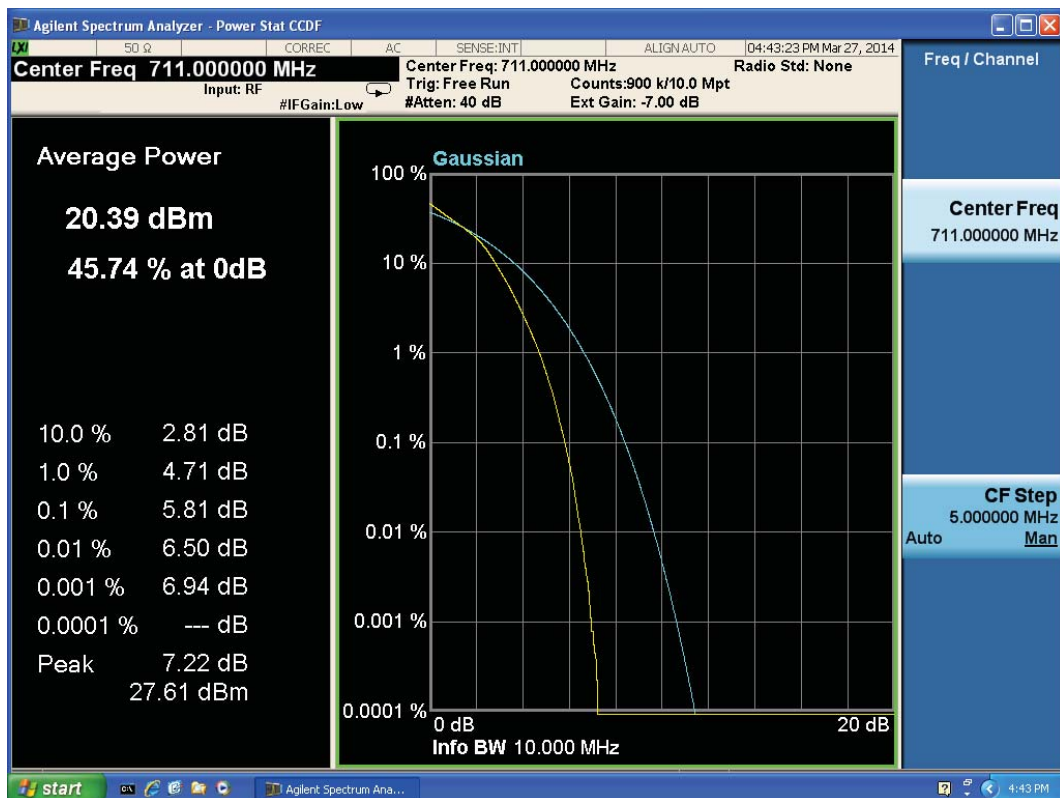 Agilent Spectrum Analyzer - Power Stat CCDF
LXI 50 Ω CORREC AC SENSE:INT ALIGN AUTO 04:43:23 PM Mar 27, 2014
Center Freq 711.000000 MHz
Input: RF
#IFGain:Low
Center Freq: 711.000000 MHz
Radio Std: None
Trig: Free Run Counts:900 k/10.0 Mpt
#Atten: 40 dB Ext Gain: -7.00 dB
Average Power
20.39 dBm
45.74 % at 0dB
10.0 % 2.81 dB
1.0 % 4.71 dB
0.1 % 5.81 dB
0.01 % 6.50 dB
0.001 % 6.94 dB
0.0001 % --- dB
Peak 7.22 dB
27.61 dBm
Gaussian
100 %
10 %
1 %
0.1 %
0.01 %
0.001 %
0.0001 %
0 dB 20 dB
Info BW 10.000 MHz
Freq / Channel
Center Freq
711.000000 MHz
CF Step
5.000000 MHz
Auto Man
start
Agilent Spectrum Ana...
4:43 PM